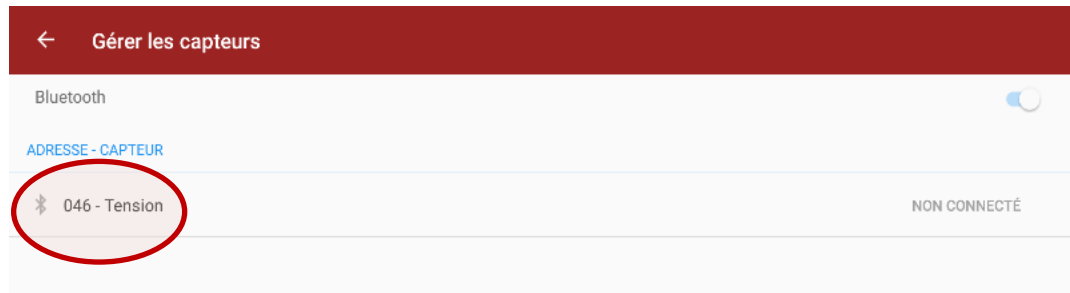 Gérer les capteurs
Bluetooth
ADRESSE - CAPTEUR
046 - Tension NON CONNECTÉ